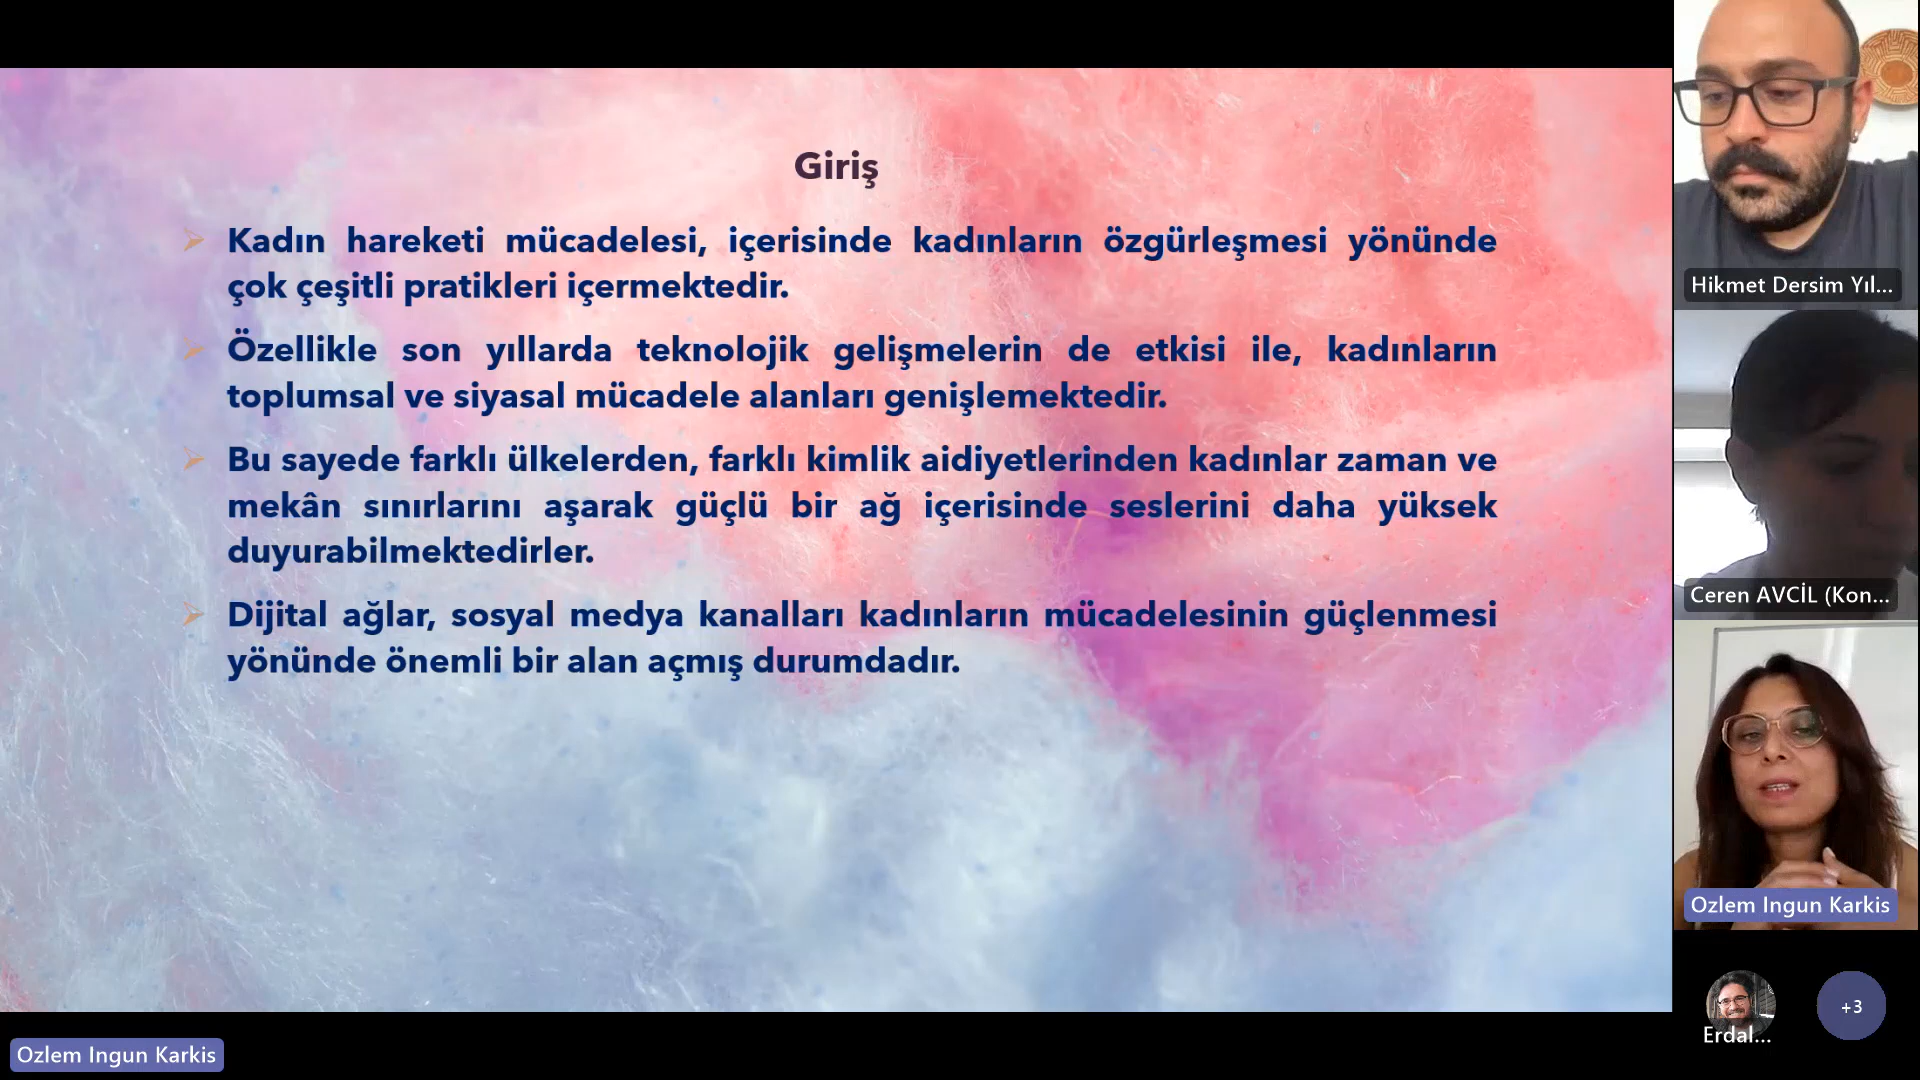 Giriş
Kadın hareketi mücadelesi, içerisinde kadınların özgürleşmesi yönünde
çok çeşitli pratikleri içermektedir.
Özellikle son yıllarda teknolojik gelişmelerin de etkisi ile, kadınların
toplumsal ve siyasal mücadele alanları genişlemektedir.
Bu sayede farklı ülkelerden, farklı kimlik aidiyetlerinden kadınlar zaman ve
mekân sınırlarını aşarak güçlü bir ağ içerisinde seslerini daha yüksek
duyurabilmektedirler.
Dijital ağlar, sosyal medya kanalları kadınların mücadelesinin güçlenmesi
yönünde önemli bir alan açmış durumdadır.
Hikmet Dersim Yıl...
Ceren AVCİL (Kon...
Ozlem Ingun Karkis
Erdal...
+3
Ozlem Ingun Karkis